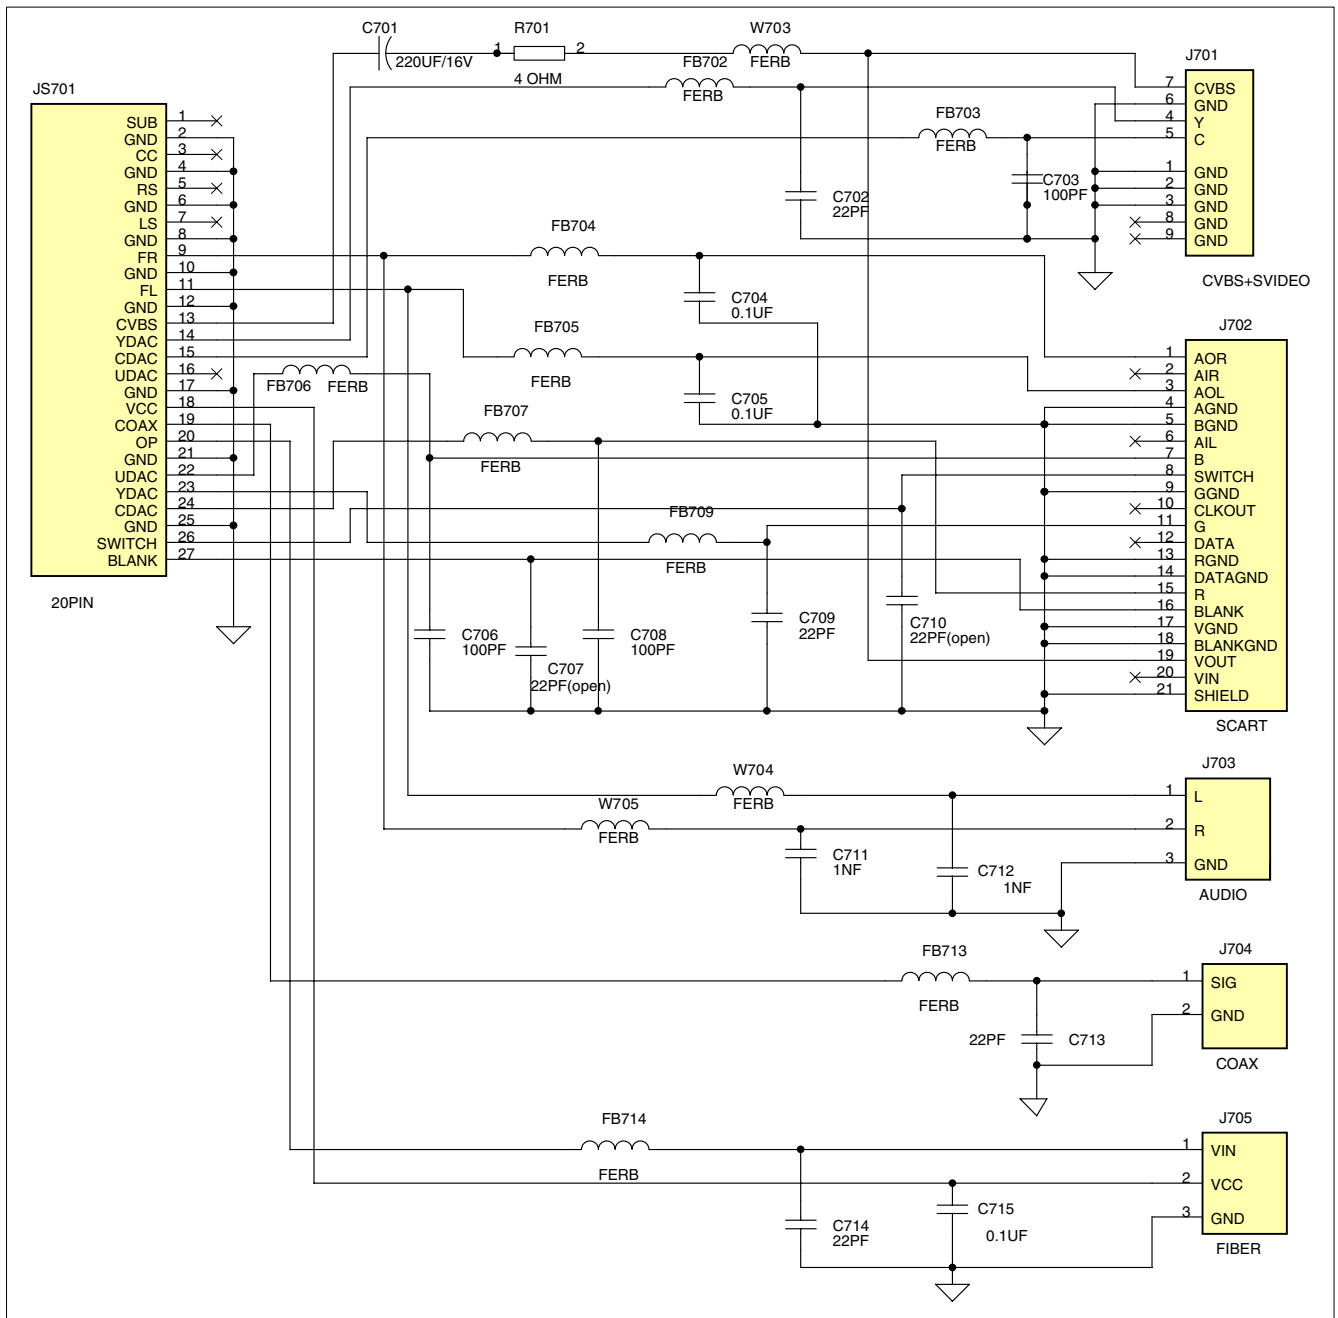 C701
R701
W703
1
2
220UF/16V
FERB
4 OHM
FB702
FERB
FB703
FERB
C702
22PF
C703
100PF
J701
7 CVBS
6 GND
4 Y
5 C
1 GND
2 GND
3 GND
8 GND
9 GND
CVBS+SVIDEO
JS701
SUB 1
GND 2
CC 3
GND 4
RS 5
GND 6
LS 7
GND 8
FR 9
GND 10
FL 11
GND 12
CVBS 13
YDAC 14
CDAC 15
UDAC 16
GND 17
VCC 18
COAX 19
OP 20
GND 21
UDAC 22
YDAC 23
CDAC 24
GND 25
SWITCH 26
BLANK 27
20PIN
FB704
FERB
C704
0.1UF
FB705
FERB
C705
0.1UF
FB706 FERB
FB707
FERB
FB709
FERB
C706
100PF
C707
22PF(open)
C708
100PF
C709
22PF
C710
22PF(open)
J702
1 AOR
2 AIR
3 AOL
4 AGND
5 BGND
6 AIL
7 B
8 SWITCH
9 GGND
10 CLKOUT
11 G
12 DATA
13 RGND
14 DATAGND
15 R
16 BLANK
17 VGND
18 BLANKGND
19 VOUT
20 VIN
21 SHIELD
SCART
W704
FERB
W705
FERB
C711
1NF
C712
1NF
J703
1 L
2 R
3 GND
AUDIO
FB713
FERB
22PF C713
J704
1 SIG
2 GND
COAX
FB714
FERB
C714
22PF
C715
0.1UF
J705
1 VIN
2 VCC
3 GND
FIBER